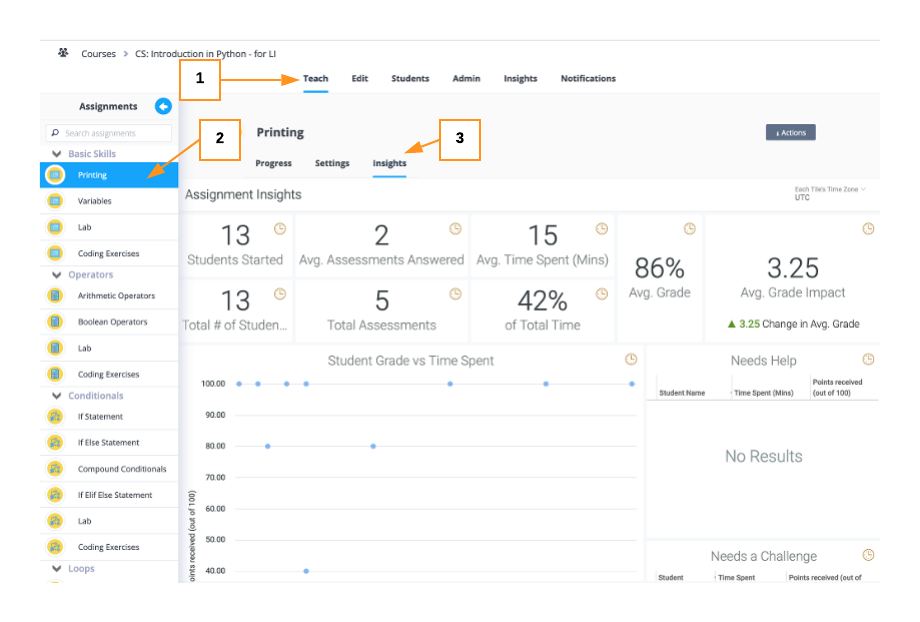 Courses > CS: Introduction in Python - for LI
1
Teach Edit Students Admin Insights Notifications
Assignments
Search assignments
2
3
Printing
Actions
Progress Settings Insights
Basic Skills
Printing
Variables
Lab
Coding Exercises
Operators
Arithmetic Operators
Boolean Operators
Lab
Coding Exercises
Conditionals
If Statement
If Else Statement
Compound Conditionals
If Elif Else Statement
Lab
Coding Exercises
Loops
Assignment Insights
Each Tile's Time Zone
UTC
13
Students Started
2
Avg. Assessments Answered
15
Avg. Time Spent (Mins)
86%
Avg. Grade
3.25
Avg. Grade Impact
▲ 3.25 Change in Avg. Grade
13
Total # of Studen...
5
Total Assessments
42%
of Total Time
Student Grade vs Time Spent
100.00
90.00
80.00
70.00
60.00
50.00
40.00
oints received (out of 100)
Needs Help
Student Name Time Spent (Mins) Points received
(out of 100)
No Results
Needs a Challenge
Student Time Spent Points received (out of